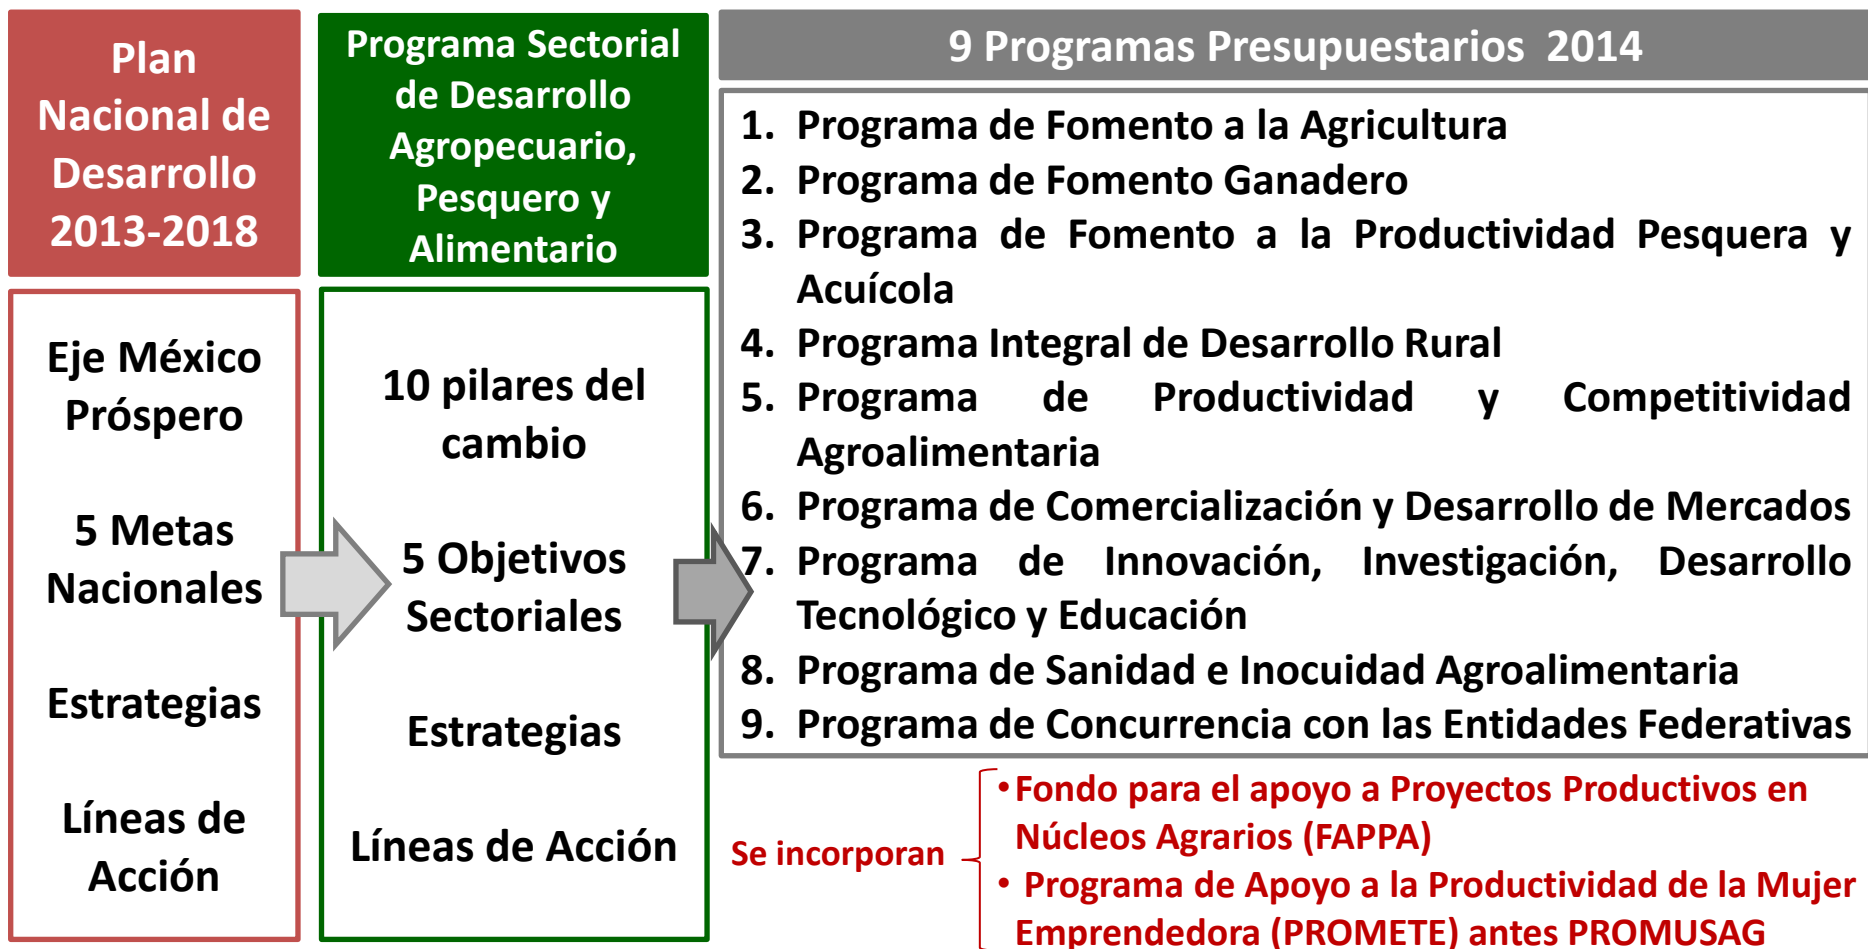 Plan
Nacional de
Desarrollo
2013-2018
Eje México
Próspero
5 Metas
Nacionales
Estrategias
Líneas de
Acción
Programa Sectorial
de Desarrollo
Agropecuario,
Pesquero y
Alimentario
10 pilares del
cambio
5 Objetivos
Sectoriales
Estrategias
Líneas de Acción
9 Programas Presupuestarios 2014
1. Programa de Fomento a la Agricultura
2. Programa de Fomento Ganadero
3. Programa de Fomento a la Productividad Pesquera y
Acuícola
4. Programa Integral de Desarrollo Rural
5. Programa de Productividad y Competitividad
Agroalimentaria
6. Programa de Comercialización y Desarrollo de Mercados
7. Programa de Innovación, Investigación, Desarrollo
Tecnológico y Educación
8. Programa de Sanidad e Inocuidad Agroalimentaria
9. Programa de Concurrencia con las Entidades Federativas
Se incorporan
• Fondo para el apoyo a Proyectos Productivos en
Núcleos Agrarios (FAPPA)
• Programa de Apoyo a la Productividad de la Mujer
Emprendedora (PROMETE) antes PROMUSAG